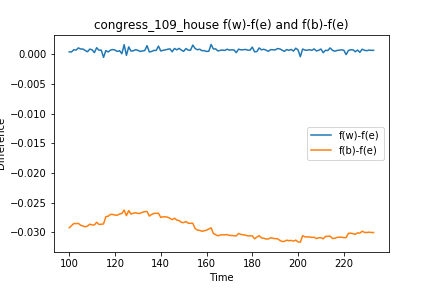 congress_109_house f(w)-f(e) and f(b)-f(e)
0.000
−0.005
−0.010
−0.015
−0.020
−0.025
−0.030
Difference
f(w)-f(e)
f(b)-f(e)
100 120 140 160 180 200 220
Time